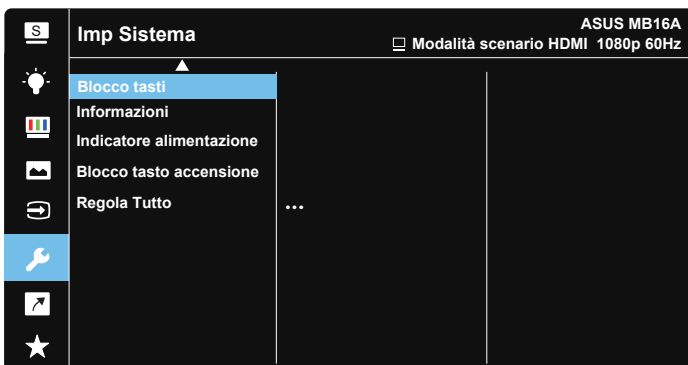 S
Imp Sistema
ASUS MB16A
Modalità scenario HDMI 1080p 60Hz
Blocco tasti
Informazioni
Indicatore alimentazione
Blocco tasto accensione
Regola Tutto ...